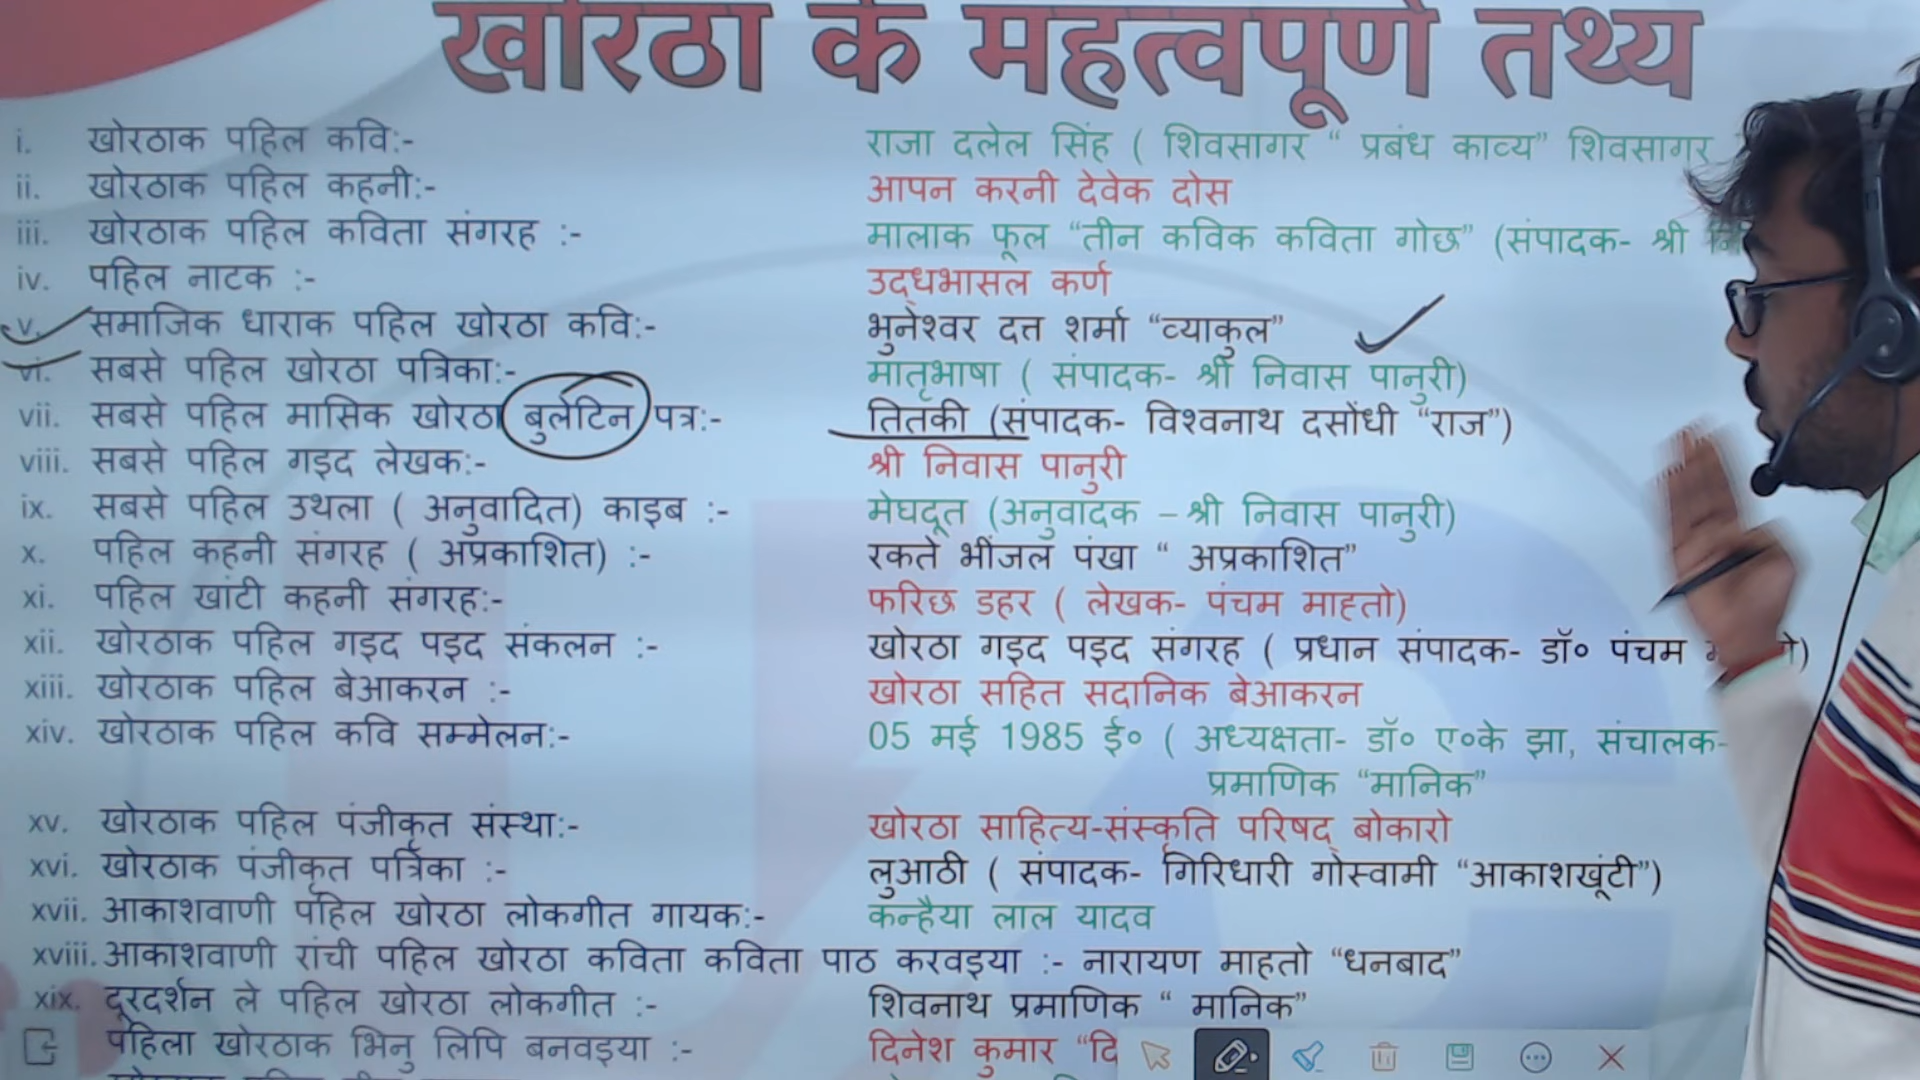 खोरठा के महत्वपूर्ण तथ्य
i. खोरठाक पहिल कवि:- राजा दलेल सिंह ( शिवसागर “ प्रबंध काव्य” शिवसागर
ii. खोरठाक पहिल कहनी:- आपन करनी देवेक दोस
iii. खोरठाक पहिल कविता संगरह :- मालाक फूल “तीन कविक कविता गोछ” (संपादक- श्री
iv. पहिल नाटक :- उद्धभासल कर्ण
v. समाजिक धाराक पहिल खोरठा कवि:- भुनेश्वर दत्त शर्मा “व्याकुल”
vi. सबसे पहिल खोरठा पत्रिका:- मातृभाषा ( संपादक- श्री निवास पानुरी)
vii. सबसे पहिल मासिक खोरठा बुलेटिन पत्र:- तितकी (संपादक- विश्वनाथ दसोंधी “राज”)
viii. सबसे पहिल गइद लेखक:- श्री निवास पानुरी
ix. सबसे पहिल उथला ( अनुवादित) काइब :- मेघदूत (अनुवादक – श्री निवास पानुरी)
x. पहिल कहनी संगरह ( अप्रकाशित) :- रकते भींजल पंखा “ अप्रकाशित”
xi. पहिल खांटी कहनी संगरह:- फरिछ डहर ( लेखक- पंचम माह्तो)
xii. खोरठाक पहिल गइद पइद संकलन :- खोरठा गइद पइद संगरह ( प्रधान संपादक- डॉ० पंचम
xiii. खोरठाक पहिल बेआकरन :- खोरठा सहित सदानिक बेआकरन
xiv. खोरठाक पहिल कवि सम्मेलन:- 05 मई 1985 ई० ( अध्यक्षता- डॉ० ए०के झा, संचालक-
प्रमाणिक “मानिक”
xv. खोरठाक पहिल पंजीकृत संस्था:- खोरठा साहित्य-संस्कृति परिषद् बोकारो
xvi. खोरठाक पंजीकृत पत्रिका :- लुआठी ( संपादक- गिरिधारी गोस्वामी “आकाशखूंटी”)
xvii. आकाशवाणी पहिल खोरठा लोकगीत गायक:- कन्हैया लाल यादव
xviii. आकाशवाणी रांची पहिल खोरठा कविता कविता पाठ करवइया :- नारायण माहतो “धनबाद”
xix. दूरदर्शन ले पहिल खोरठा लोकगीत :- शिवनाथ प्रमाणिक “ मानिक”
पहिला खोरठाक भिनु लिपि बनवइया :- दिनेश कुमार “दि